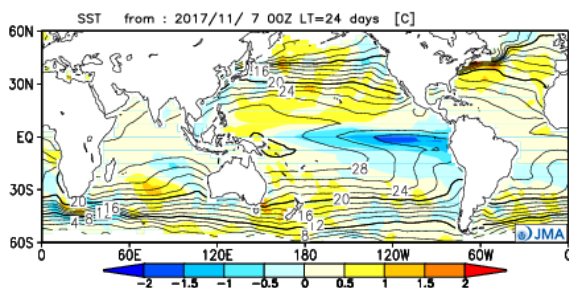 SST from : 2017/11/ 7 00Z LT=24 days [C]
60N
16
20
24
30N
EQ
28
24
30S
20
20
16
16
12
8
4
8
JMA
60S
0
60E
120E
180
120W
60W
0
-2 -1.5 -1 -0.5 0 0.5 1 1.5 2